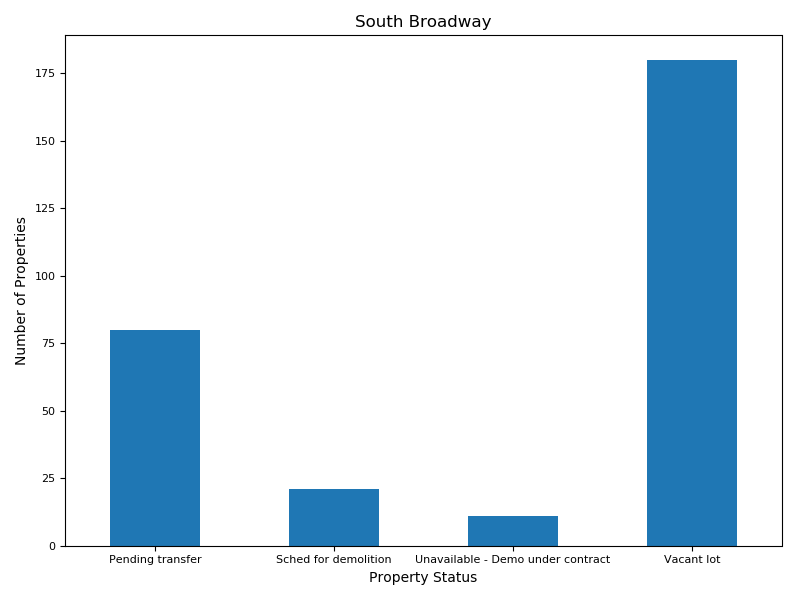 South Broadway
Number of Properties
175
150
125
100
75
50
25
0
Pending transfer
Sched for demolition
Unavailable - Demo under contract
Vacant lot
Property Status